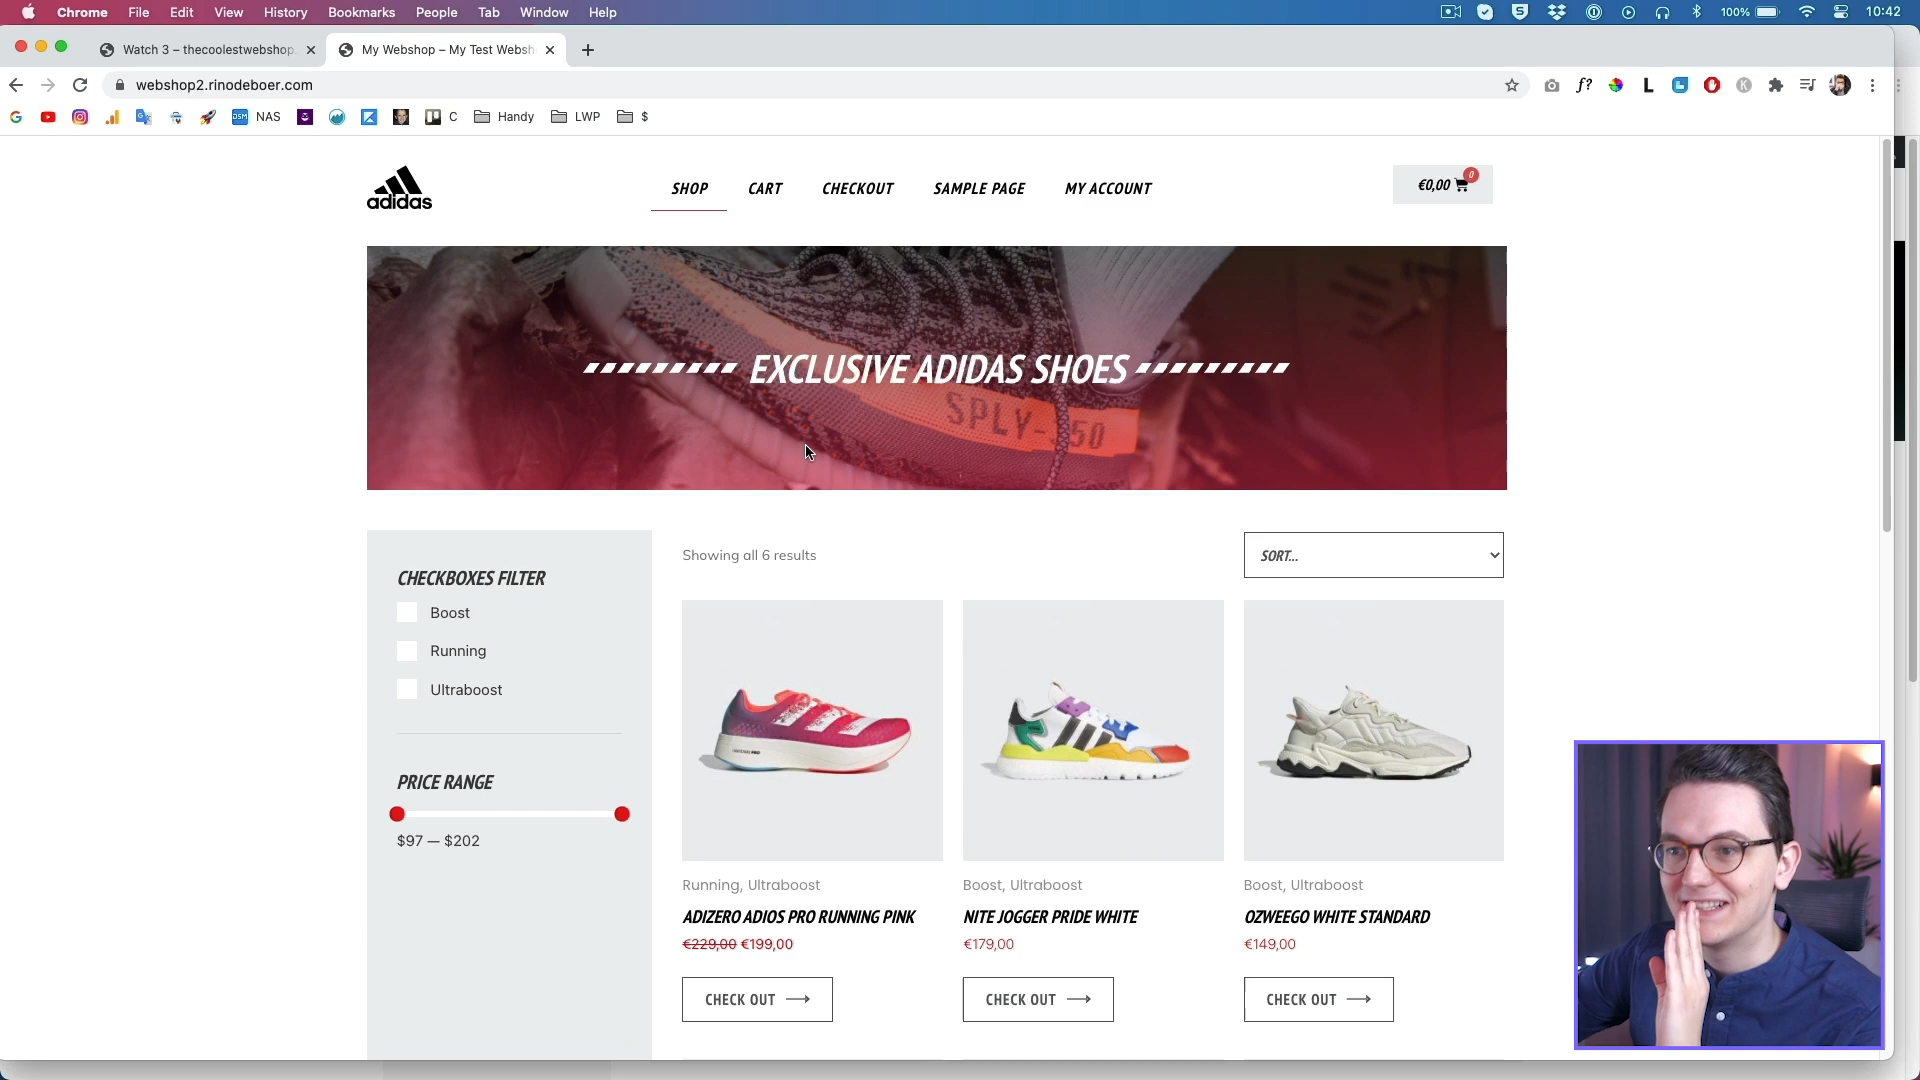 Chrome File Edit View History Bookmarks People Tab Window Help 100% 10:42
Watch 3 – thecoolestwebshop
My Webshop – My Test Websh
webshop2.rinodeboer.com
f?
L
K
G
DSM NAS
C
Handy
LWP
$
adidas
SHOP CART CHECKOUT SAMPLE PAGE MY ACCOUNT
€0,00 0
EXCLUSIVE ADIDAS SHOES
CHECKBOXES FILTER
Boost
Running
Ultraboost
PRICE RANGE
$97 — $202
Showing all 6 results
SORT...
Running, Ultraboost
ADIZERO ADIOS PRO RUNNING PINK
€229,00 €199,00
CHECK OUT
Boost, Ultraboost
NITE JOGGER PRIDE WHITE
€179,00
CHECK OUT
Boost, Ultraboost
OZWEEGO WHITE STANDARD
€149,00
CHECK OUT